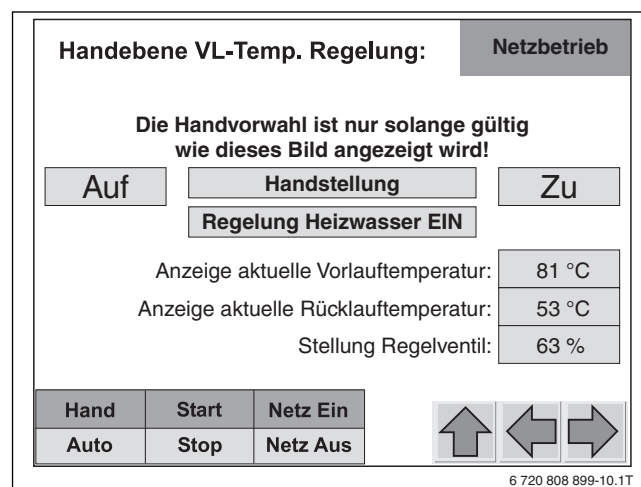 Handebene VL-Temp. Regelung:
Netzbetrieb
Die Handvorwahl ist nur solange gültig
wie dieses Bild angezeigt wird!
Auf
Handstellung
Zu
Regelung Heizwasser EIN
Anzeige aktuelle Vorlauftemperatur: 81 °C
Anzeige aktuelle Rücklauftemperatur: 53 °C
Stellung Regelventil: 63 %
Hand Start Netz Ein
Auto Stop Netz Aus
6 720 808 899-10.1T